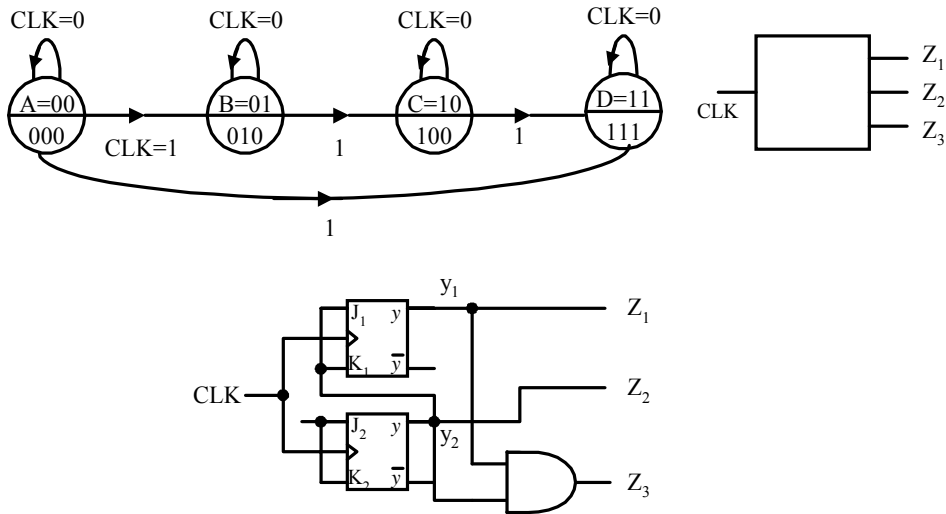 CLK=0
CLK=0
CLK=0
CLK=0
A=00
000
B=01
010
C=10
100
D=11
111
CLK=1
1
1
1
CLK
Z1
Z2
Z3
y1
J1 y
K1 y̅
CLK
J2 y
K2 y̅
y2
Z1
Z2
Z3